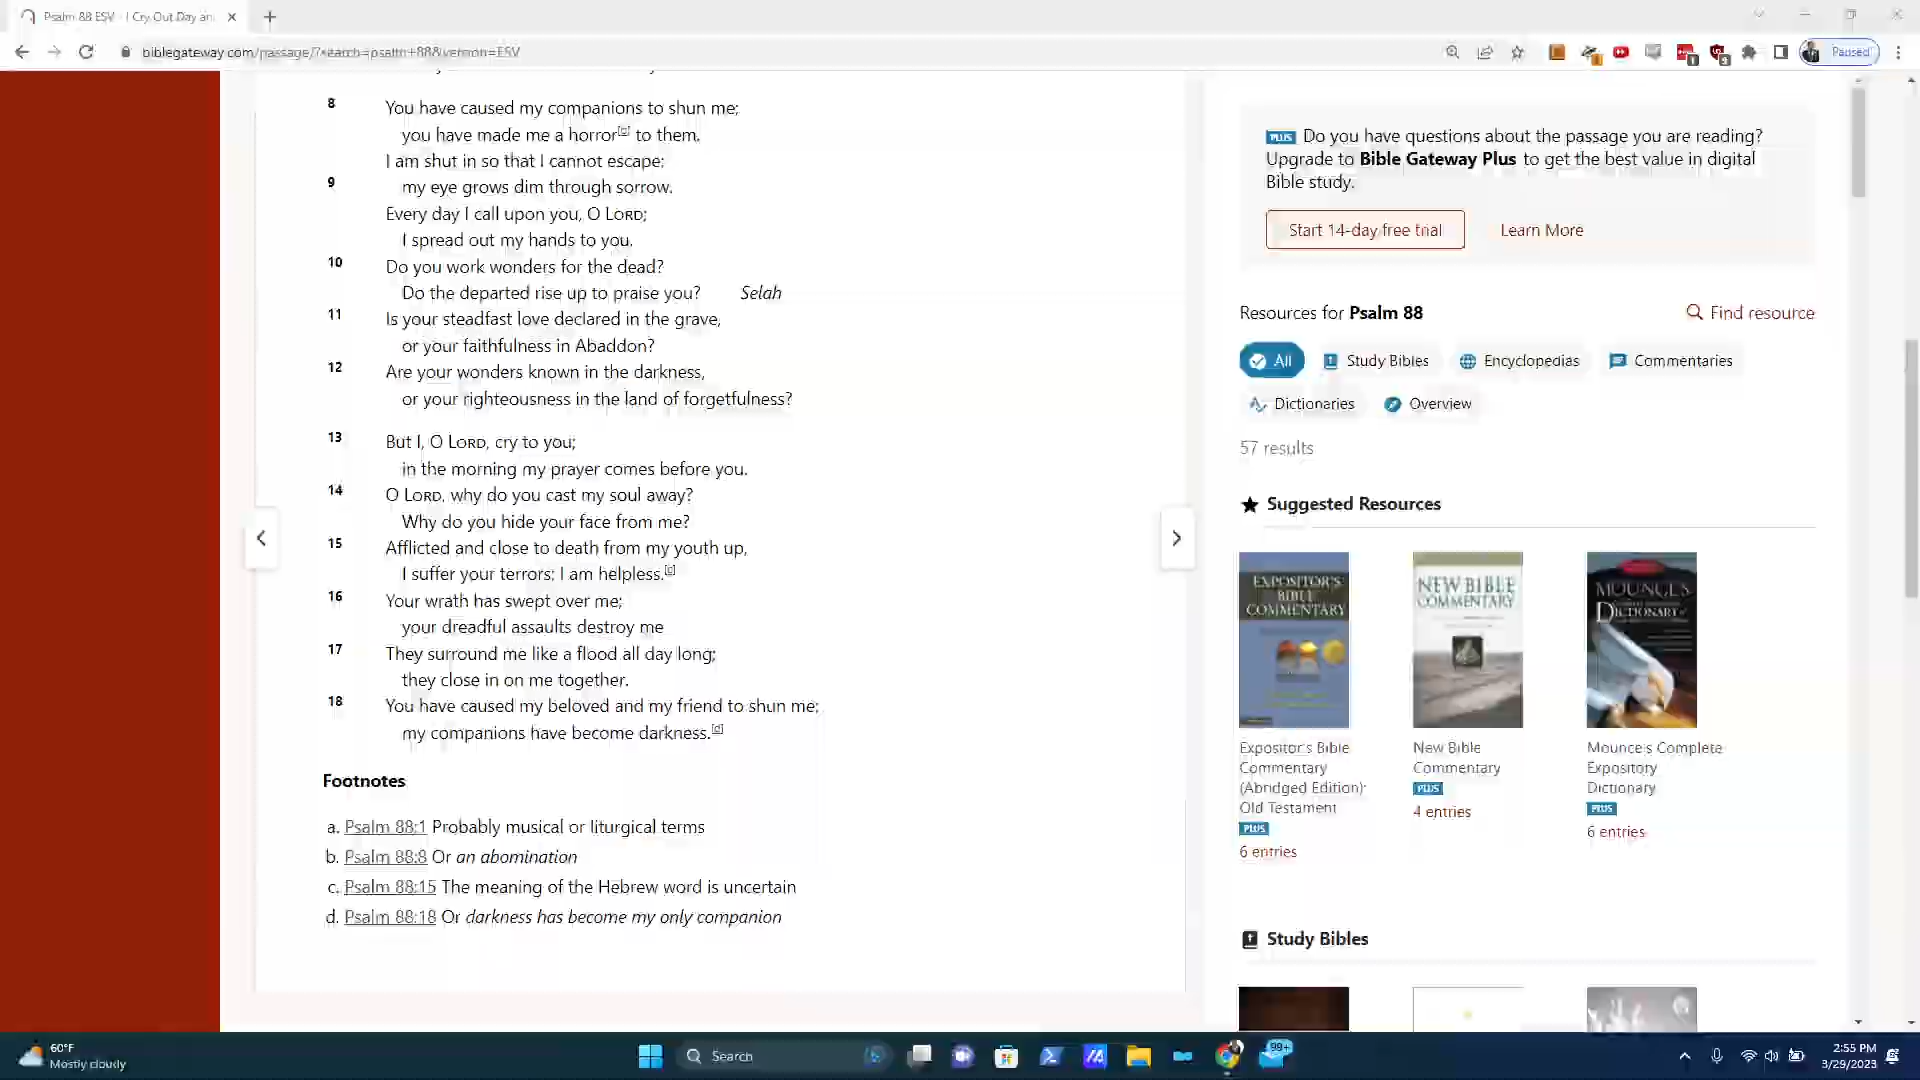 Psalm 88 ESV - I Cry Out Day an
biblegateway.com/passage/?search=psalm+88&version=ESV
Paused
8 You have caused my companions to shun me;
you have made me a horror[b] to them.
I am shut in so that I cannot escape;
9 my eye grows dim through sorrow.
Every day I call upon you, O LORD;
I spread out my hands to you.
10 Do you work wonders for the dead?
Do the departed rise up to praise you? Selah
11 Is your steadfast love declared in the grave,
or your faithfulness in Abaddon?
12 Are your wonders known in the darkness,
or your righteousness in the land of forgetfulness?
13 But I, O LORD, cry to you;
in the morning my prayer comes before you.
14 O LORD, why do you cast my soul away?
Why do you hide your face from me?
15 Afflicted and close to death from my youth up,
I suffer your terrors; I am helpless.[c]
16 Your wrath has swept over me;
your dreadful assaults destroy me
17 They surround me like a flood all day long;
they close in on me together.
18 You have caused my beloved and my friend to shun me;
my companions have become darkness.[d]
Footnotes
a. Psalm 88:1 Probably musical or liturgical terms
b. Psalm 88:8 Or an abomination
c. Psalm 88:15 The meaning of the Hebrew word is uncertain
d. Psalm 88:18 Or darkness has become my only companion
PLUS Do you have questions about the passage you are reading?
Upgrade to Bible Gateway Plus to get the best value in digital
Bible study.
Start 14-day free trial Learn More
Resources for Psalm 88 Find resource
All Study Bibles Encyclopedias Commentaries
Dictionaries Overview
57 results
Suggested Resources
EXPOSITOR'S
BIBLE
COMMENTARY
NEW BIBLE
COMMENTARY
MOUNCE'S
DICTIONARY
Expositor's Bible
Commentary
(Abridged Edition):
Old Testament
PLUS
6 entries
New Bible
Commentary
PLUS
4 entries
Mounce's Complete
Expository
Dictionary
PLUS
6 entries
Study Bibles
60°F
Mostly cloudy
Search
99+
2:55 PM
3/29/2023